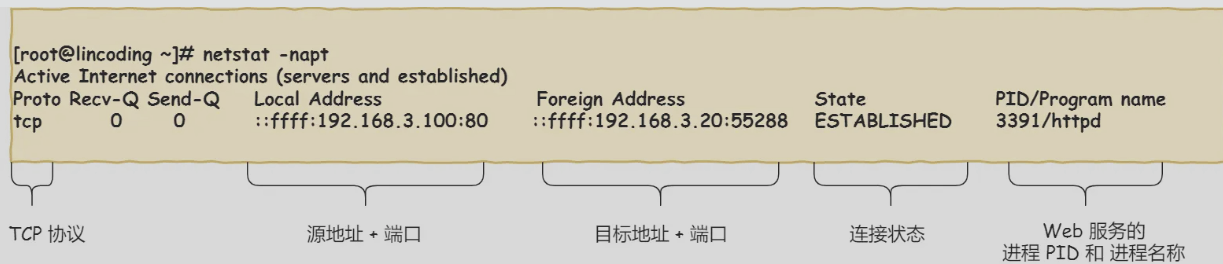 [root@lincoding ~]# netstat -napt
Active Internet connections (servers and established)
Proto Recv-Q Send-Q Local Address Foreign Address State PID/Program name
tcp 0 0 ::ffff:192.168.3.100:80 ::ffff:192.168.3.20:55288 ESTABLISHED 3391/httpd
TCP 协议 源地址 + 端口 目标地址 + 端口 连接状态 Web 服务的
进程 PID 和 进程名称